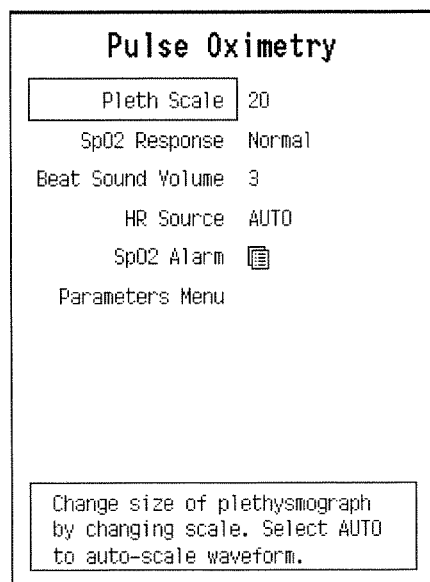 Pulse Oximetry
Pleth Scale 20
SpO2 Response Normal
Beat Sound Volume 3
HR Source AUTO
SpO2 Alarm
Parameters Menu
Change size of plethysmograph
by changing scale. Select AUTO
to auto-scale waveform.